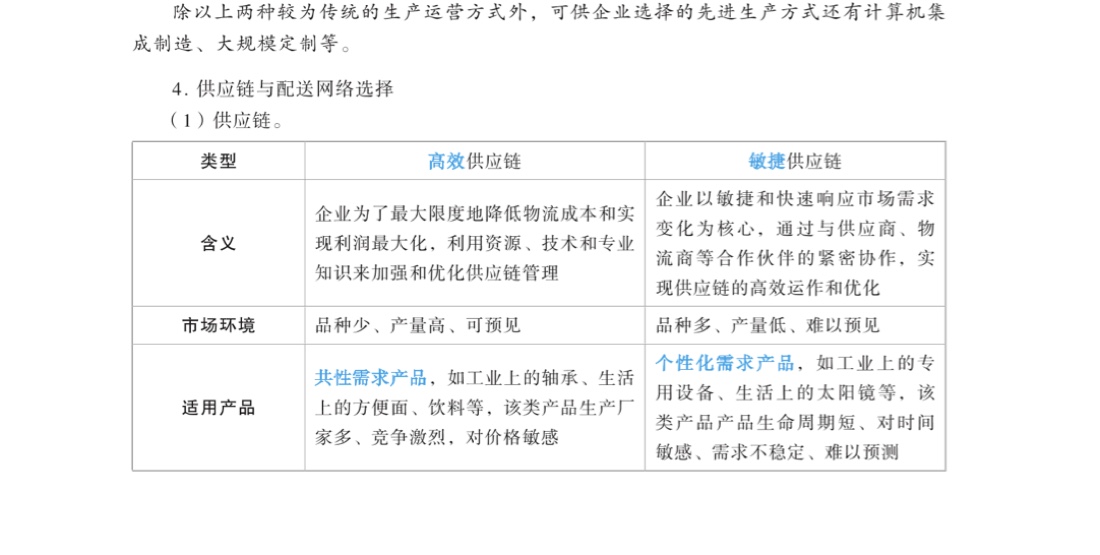 除以上两种较为传统的生产运营方式外，可供企业选择的先进生产方式还有计算机集
成制造、大规模定制等。
4. 供应链与配送网络选择
（1）供应链。
类型
高效供应链
敏捷供应链
含义
企业为了最大限度地降低物流成本和实
现利润最大化，利用资源、技术和专业
知识来加强和优化供应链管理
企业以敏捷和快速响应市场需求
变化为核心，通过与供应商、物
流商等合作伙伴的紧密协作，实
现供应链的高效运作和优化
市场环境
品种少、产量高、可预见
品种多、产量低、难以预见
适用产品
共性需求产品，如工业上的轴承、生活
上的方便面、饮料等，该类产品生产厂
家多、竞争激烈，对价格敏感
个性化需求产品，如工业上的专
用设备、生活上的太阳镜等，该
类产品产品生命周期短、对时间
敏感、需求不稳定、难以预测